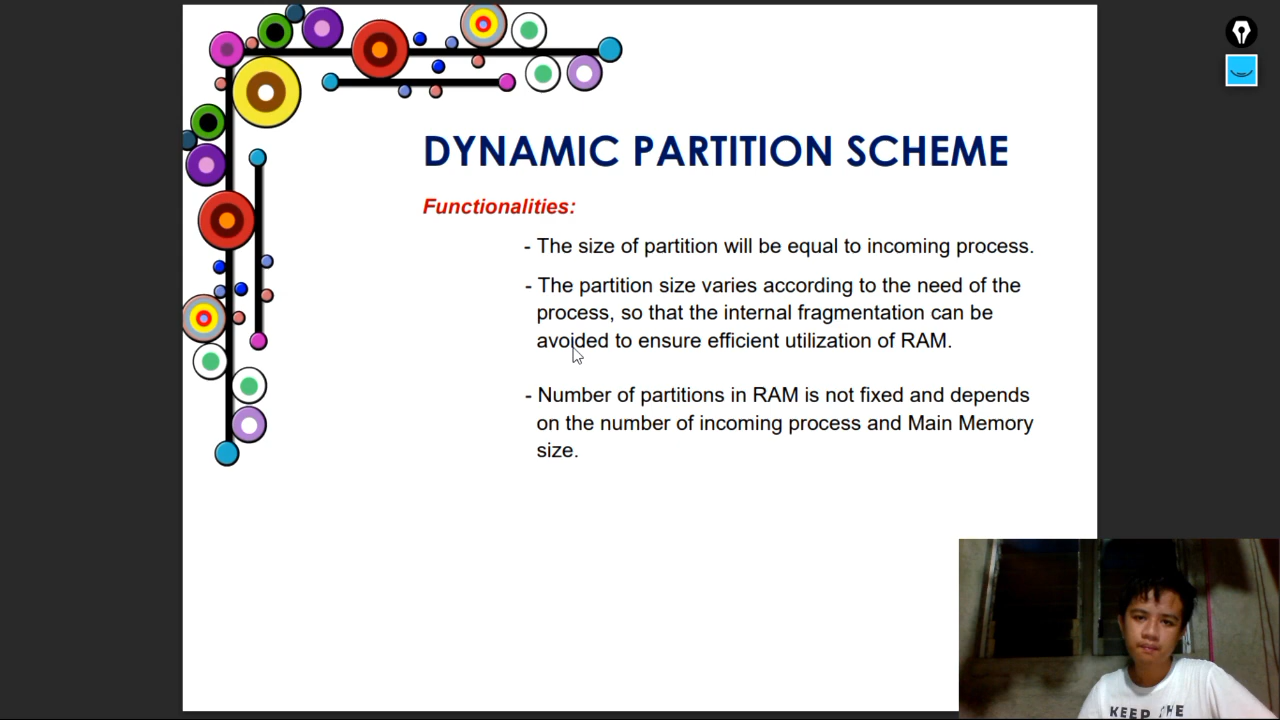 DYNAMIC PARTITION SCHEME
Functionalities:
- The size of partition will be equal to incoming process.
- The partition size varies according to the need of the
process, so that the internal fragmentation can be
avoided to ensure efficient utilization of RAM.
- Number of partitions in RAM is not fixed and depends
on the number of incoming process and Main Memory
size.
KEEP THE